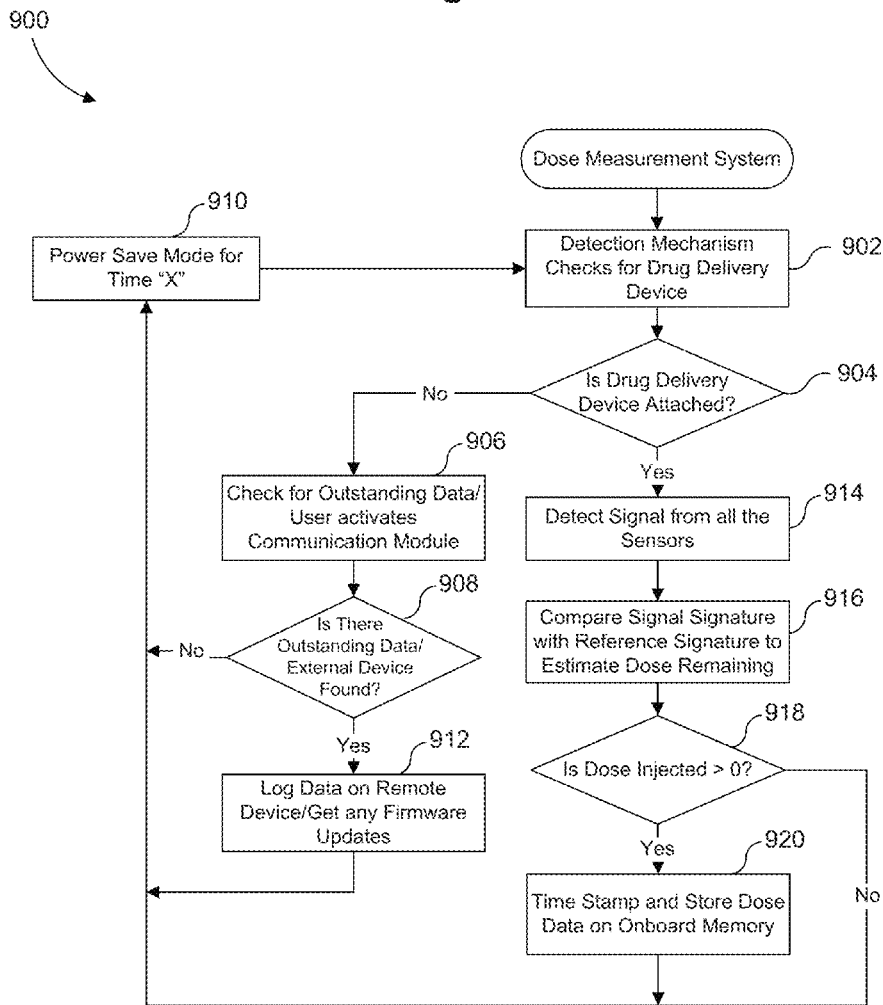 900
Dose Measurement System
910
Power Save Mode for
Time "X"
Detection Mechanism
Checks for Drug Delivery
Device
902
Is Drug Delivery
Device Attached?
904
No
Yes
906
Check for Outstanding Data/
User activates
Communication Module
Detect Signal from all the
Sensors
914
908
Is There
Outstanding Data/
External Device
Found?
No
Compare Signal Signature
with Reference Signature to
Estimate Dose Remaining
916
Yes
912
Log Data on Remote
Device/Get any Firmware
Updates
918
Is Dose Injected > 0?
Yes
920
No
Time Stamp and Store Dose
Data on Onboard Memory